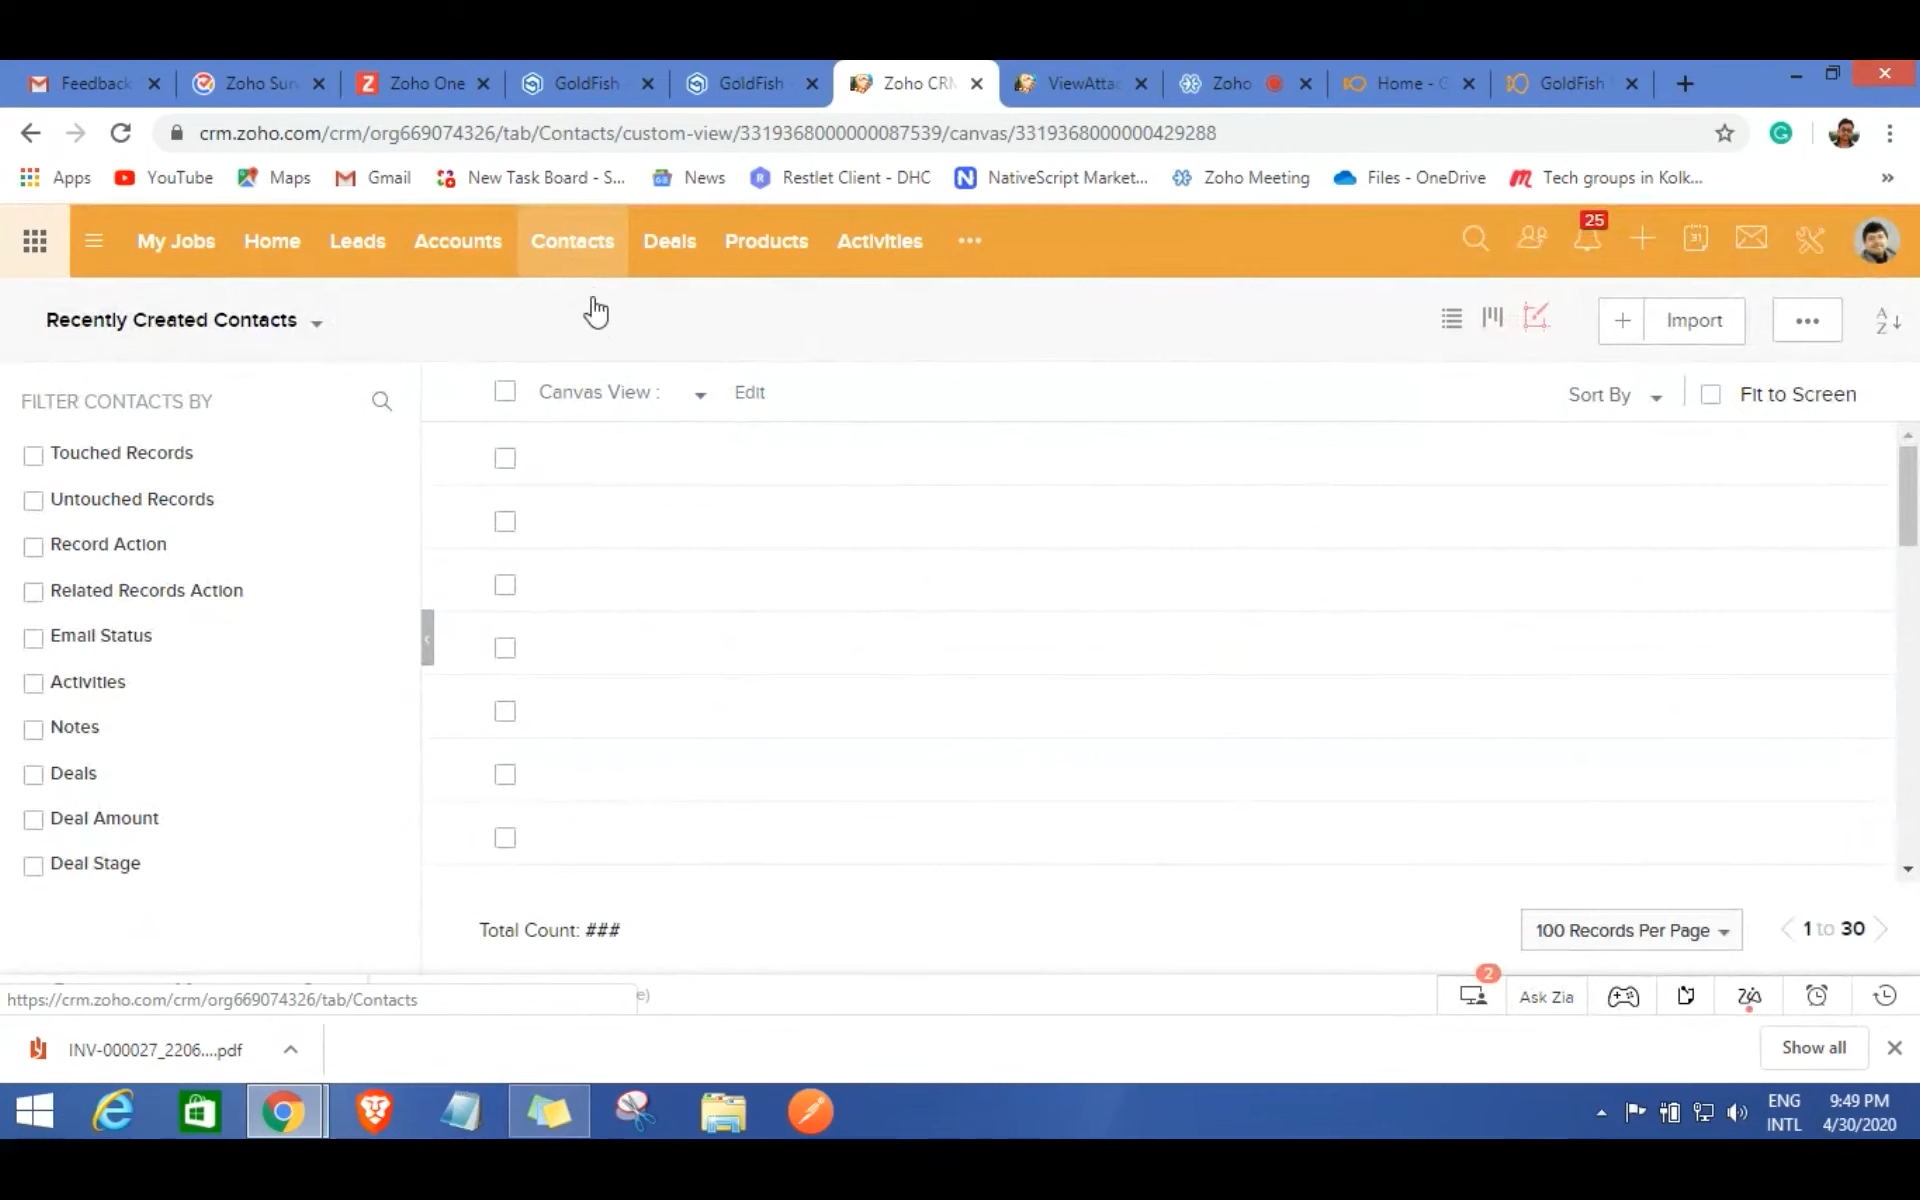 Feedback
Zoho Sur
Zoho One
GoldFish
GoldFish
Zoho CRM
ViewAttac
Zoho
Home - G
GoldFish
crm.zoho.com/crm/org669074326/tab/Contacts/custom-view/3319368000000087539/canvas/3319368000000429288
Apps
YouTube
Maps
Gmail
New Task Board - S...
News
Restlet Client - DHC
NativeScript Market...
Zoho Meeting
Files - OneDrive
Tech groups in Kolk...
My Jobs
Home
Leads
Accounts
Contacts
Deals
Products
Activities
25
31
Recently Created Contacts
Import
A
Z
FILTER CONTACTS BY
Canvas View :
Edit
Sort By
Fit to Screen
Touched Records
Untouched Records
Record Action
Related Records Action
Email Status
Activities
Notes
Deals
Deal Amount
Deal Stage
Total Count: ###
100 Records Per Page
1 to 30
https://crm.zoho.com/crm/org669074326/tab/Contacts
e)
2
Ask Zia
INV-000027_2206....pdf
Show all
ENG
INTL
9:49 PM
4/30/2020